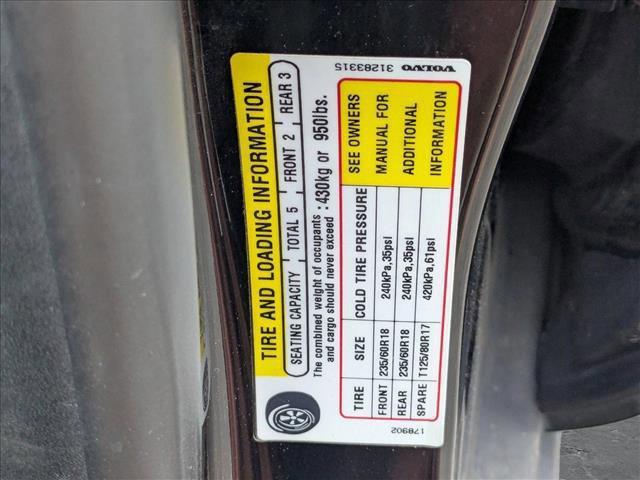 TIRE AND LOADING INFORMATION
SEATING CAPACITY TOTAL 5 FRONT 2 REAR 3
The combined weight of occupants
and cargo should never exceed : 430kg or 950lbs.
TIRE SIZE COLD TIRE PRESSURE SEE OWNERS
FRONT 235/60R18 240kPa,35psi MANUAL FOR
REAR 235/60R18 240kPa,35psi ADDITIONAL
SPARE T125/80R17 420kPa,61psi INFORMATION
178902
31283315
VOLVO